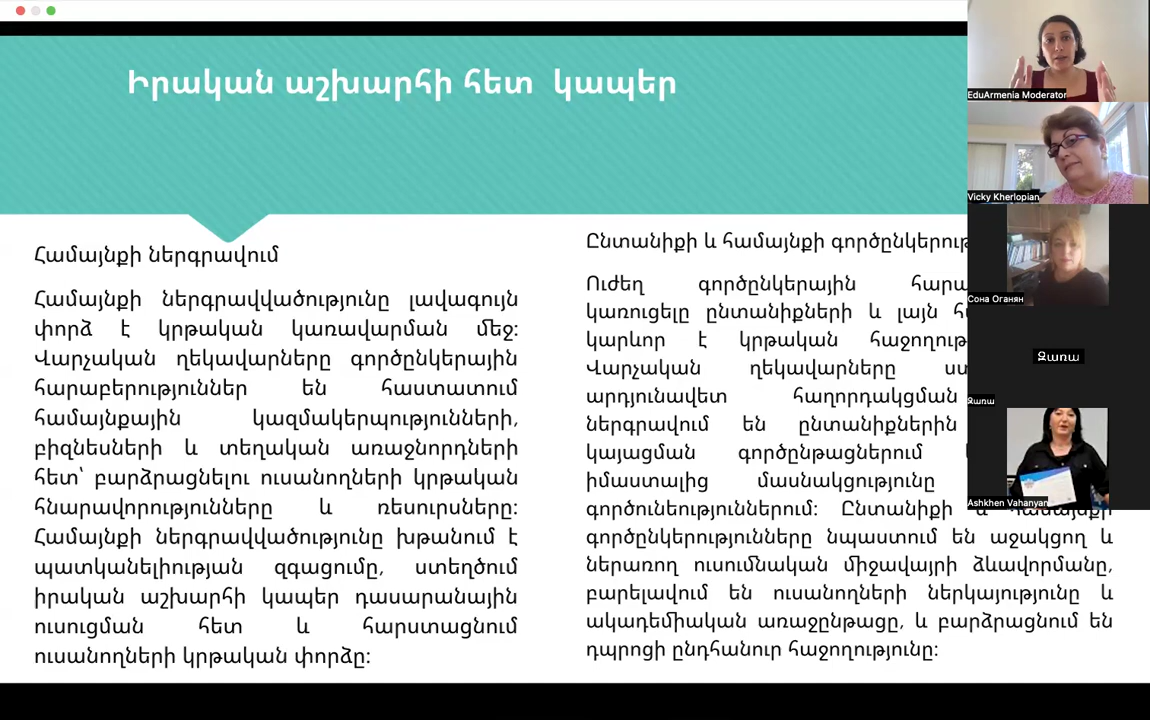 Իրական աշխարհի հետ կապեր
Համայնքի ներգրավում
Համայնքի ներգրավվածությունը լավագույն
փորձ է կրթական կառավարման մեջ:
Վարչական ղեկավարները գործընկերային
հարաբերություններ են հաստատում
համայնքային կազմակերպությունների,
բիզնեսների և տեղական առաջնորդների
հետ՝ բարձրացնելու ուսանողների կրթական
հնարավորությունները և ռեսուրսները:
Համայնքի ներգրավվածությունը խթանում է
պատկանելիության զգացումը, ստեղծում
իրական աշխարհի կապեր դասարանային
ուսուցման հետ և հարստացնում
ուսանողների կրթական փորձը:
Ընտանիքի և համայնքի
Ուժեղ գործընկերային
կառուցելը ընտանիքների և լայն
կարևոր է կրթական
Վարչական ղեկավարները
արդյունավետ հաղորդակցման
ներգրավում են ընտանիքներին
կայացման գործընթացներում
իմաստալից մասնակցությունը
գործունեություններում: Ընտանիքի և համայնքի
գործընկերությունները նպաստում են աջակցող և
ներառող ուսումնական միջավայրի ձևավորմանը,
բարելավում են ուսանողների ներկայությունը և
ակադեմիական առաջընթացը, և բարձրացնում են
դպրոցի ընդհանուր հաջողությունը:
EduArmenia Moderator
Vicky Kherlopian
Сона Оганян
Զառա
Զառա
Ashkhen Vahanyan